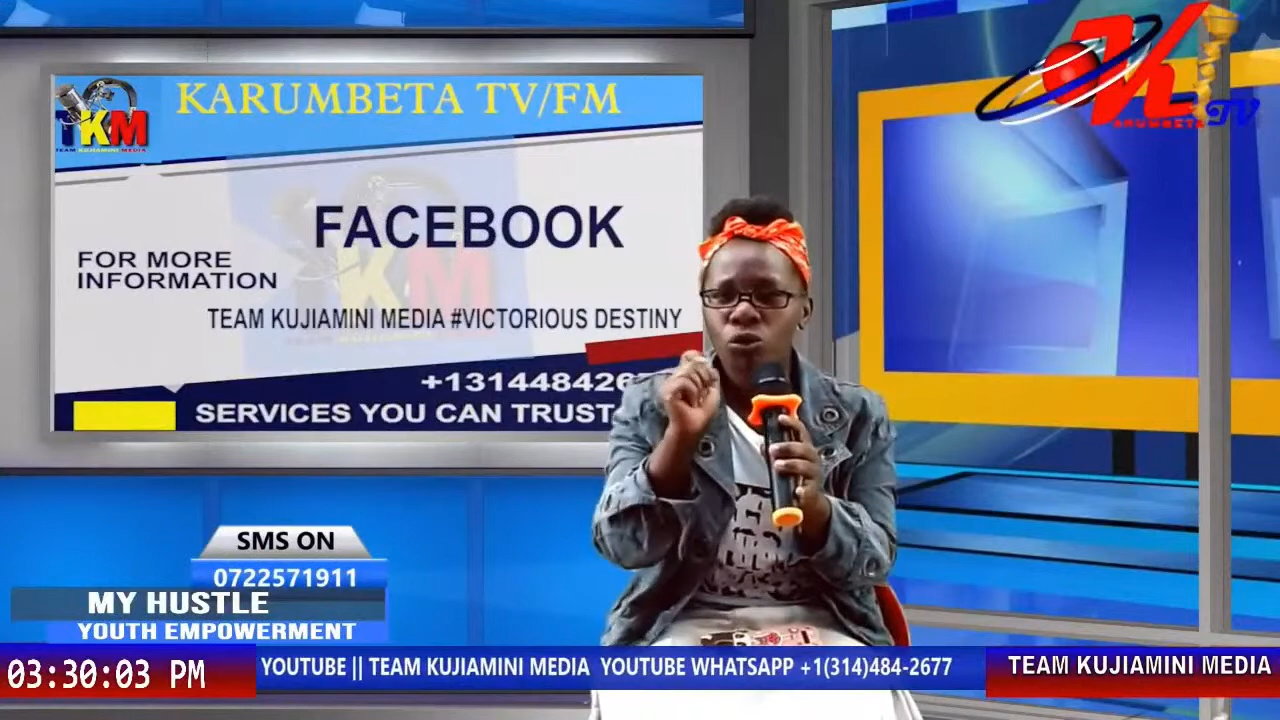 KARUMBETA TV/FM
TKM
TEAM KUJIAMINI MEDIA
FACEBOOK
FOR MORE
INFORMATION
TEAM KUJIAMINI MEDIA #VICTORIOUS DESTINY
+131448426
SERVICES YOU CAN TRUST
K
KARUMBETA TV
SMS ON
0722571911
MY HUSTLE
YOUTH EMPOWERMENT
03:30:03 PM
YOUTUBE || TEAM KUJIAMINI MEDIA YOUTUBE WHATSAPP +1(314)484-2677
TEAM KUJIAMINI MEDIA